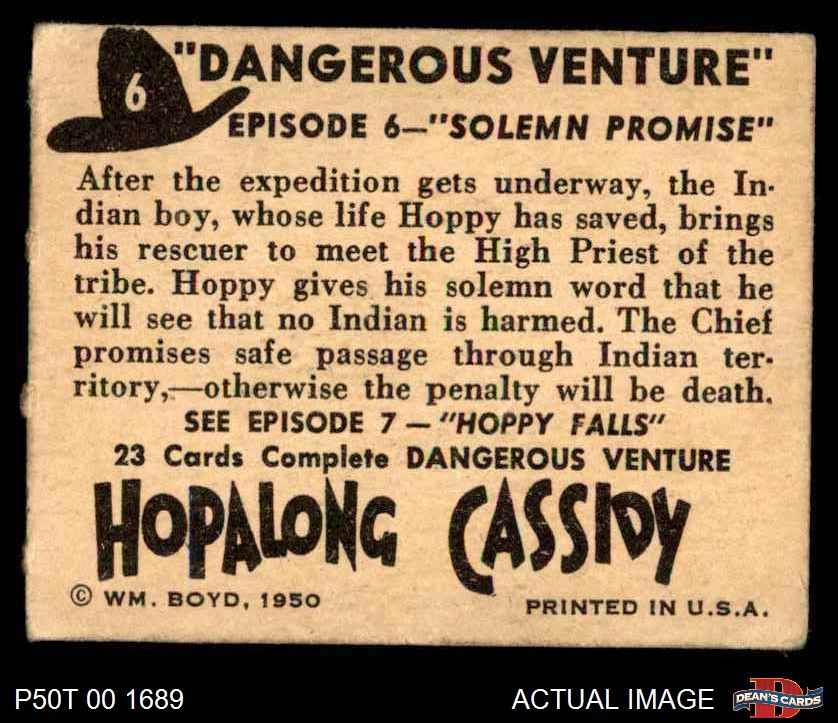 6
"DANGEROUS VENTURE"
EPISODE 6—"SOLEMN PROMISE"
After the expedition gets underway, the In-
dian boy, whose life Hoppy has saved, brings
his rescuer to meet the High Priest of the
tribe. Hoppy gives his solemn word that he
will see that no Indian is harmed. The Chief
promises safe passage through Indian ter-
ritory,—otherwise the penalty will be death.
SEE EPISODE 7—"HOPPY FALLS"
23 Cards Complete DANGEROUS VENTURE
HOPALONG CASSIDY
© WM. BOYD, 1950
PRINTED IN U.S.A.
P50T 00 1689
ACTUAL IMAGE
D
DEAN'S CARDS